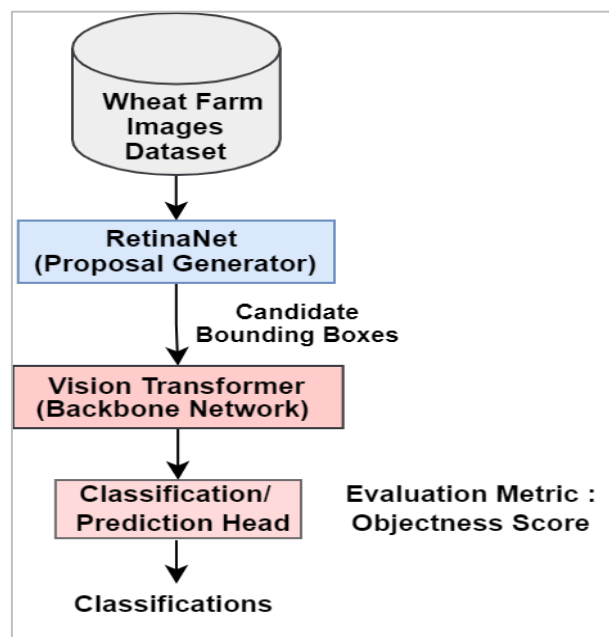 Wheat Farm
Images
Dataset
RetinaNet
(Proposal Generator)
Candidate
Bounding Boxes
Vision Transformer
(Backbone Network)
Classification/
Prediction Head
Evaluation Metric :
Objectness Score
Classifications